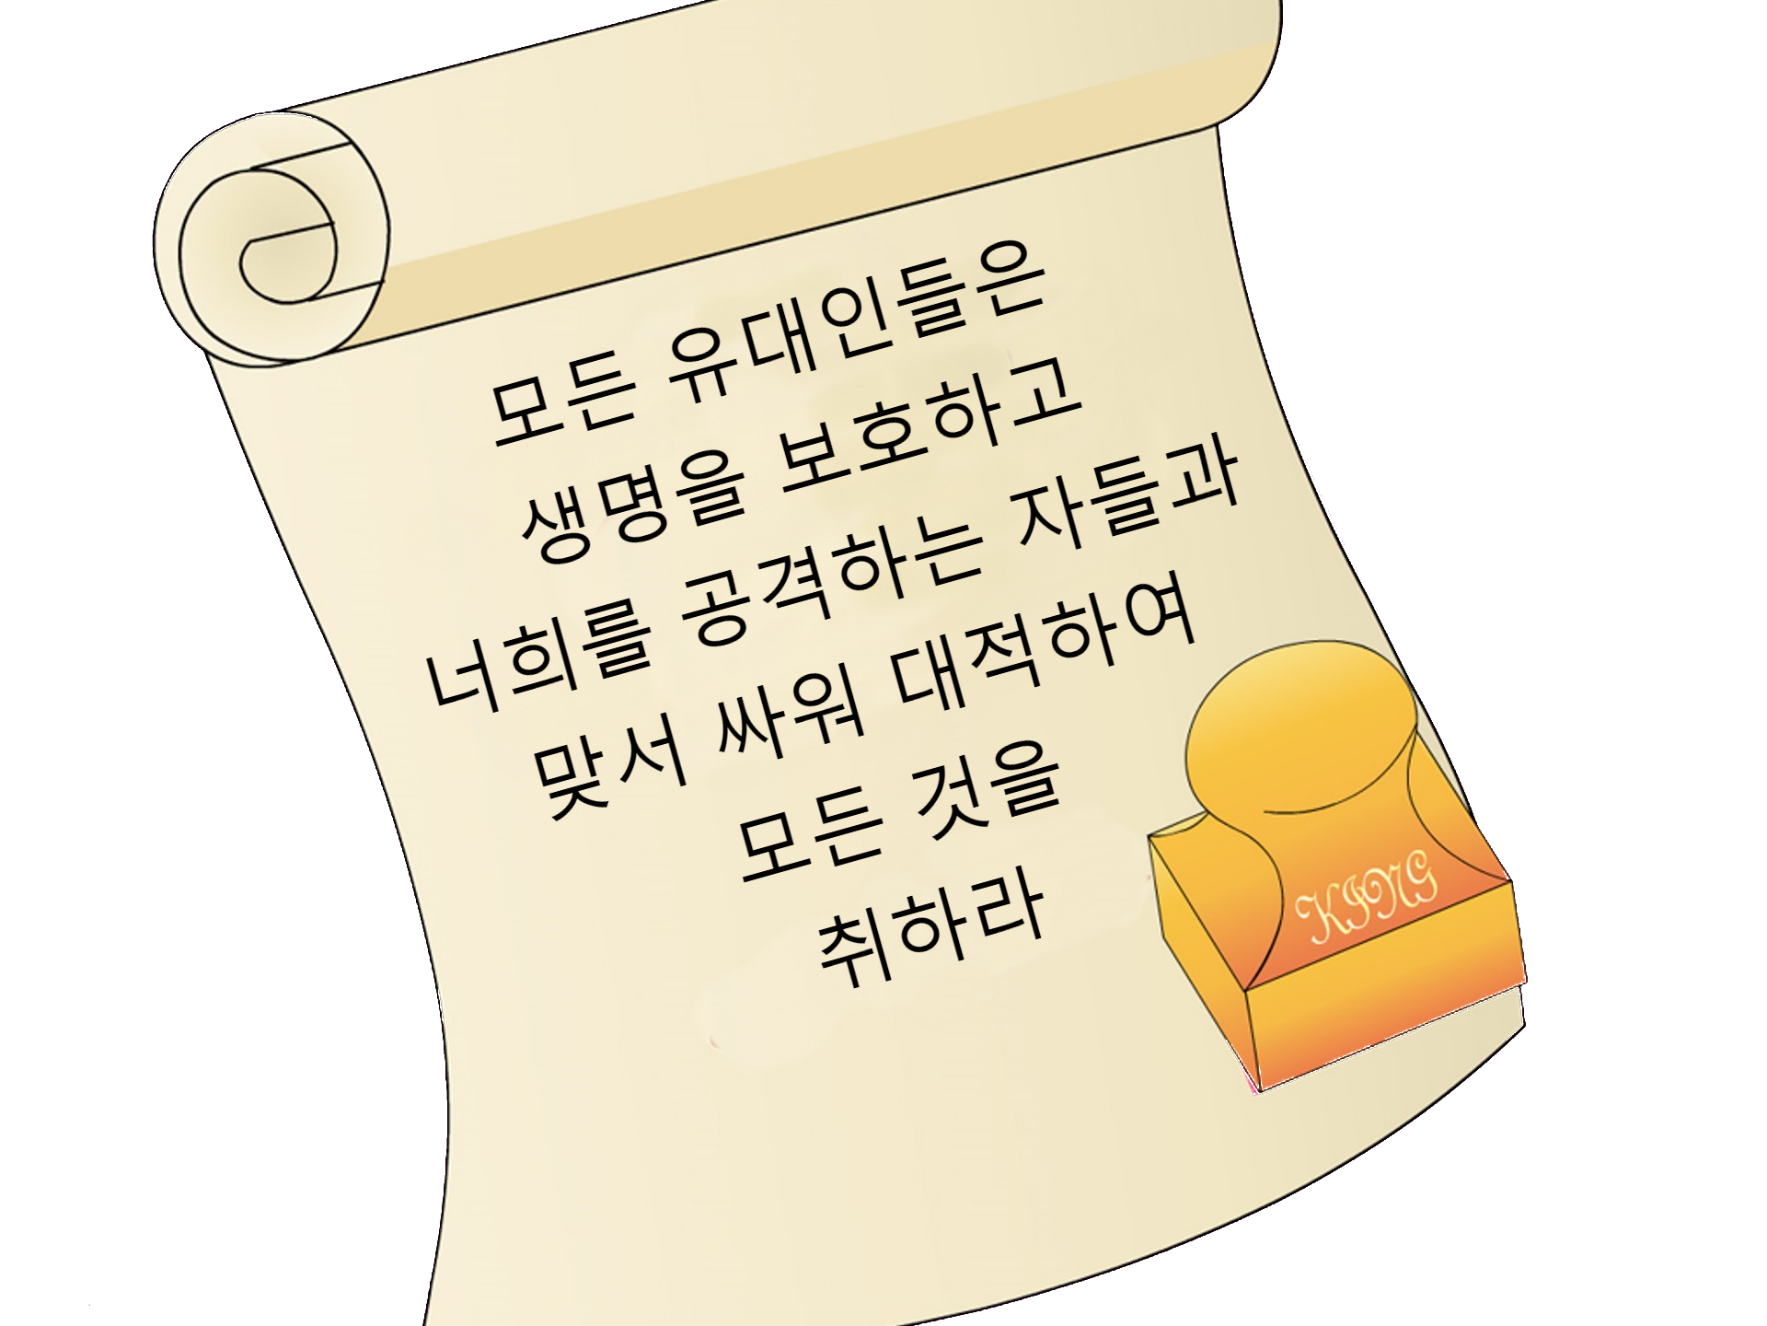 모든 유대인들은
생명을 보호하고
너희를 공격하는 자들과
맞서 싸워 대적하여
모든 것을
취하라
KING